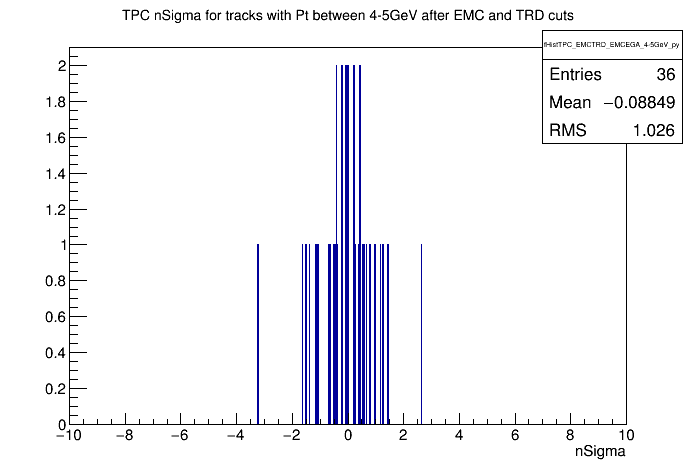 TPC nSigma for tracks with Pt between 4-5GeV after EMC and TRD cuts
fHistTPC_EMCTRD_EMCEGA_4-5GeV_py
Entries 36
Mean −0.08849
RMS 1.026
2
1.8
1.6
1.4
1.2
1
0.8
0.6
0.4
0.2
0
−10 −8 −6 −4 −2 0 2 4 6 8 10
nSigma